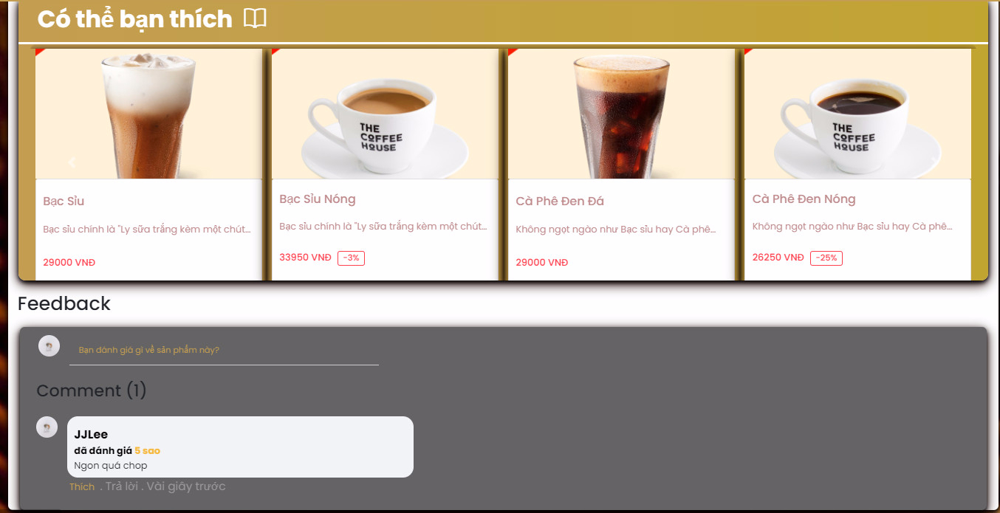 Có thể bạn thích
THE
COFFEE
HOUSE
THE
COFFEE
HOUSE
Bạc Sỉu
Bạc sỉu chính là "Ly sữa trắng kèm một chút...
29000 VNĐ
Bạc Sỉu Nóng
Bạc sỉu chính là "Ly sữa trắng kèm một chút...
33950 VNĐ -3%
Cà Phê Đen Đá
Không ngọt ngào như Bạc sỉu hay Cà phê...
29000 VNĐ
Cà Phê Đen Nóng
Không ngọt ngào như Bạc sỉu hay Cà phê...
26250 VNĐ -25%
Feedback
Bạn đánh giá gì về sản phẩm này?
Comment (1)
JJLee
đã đánh giá 5 sao
Ngon quá chop
Thích . Trả lời . Vài giây trước